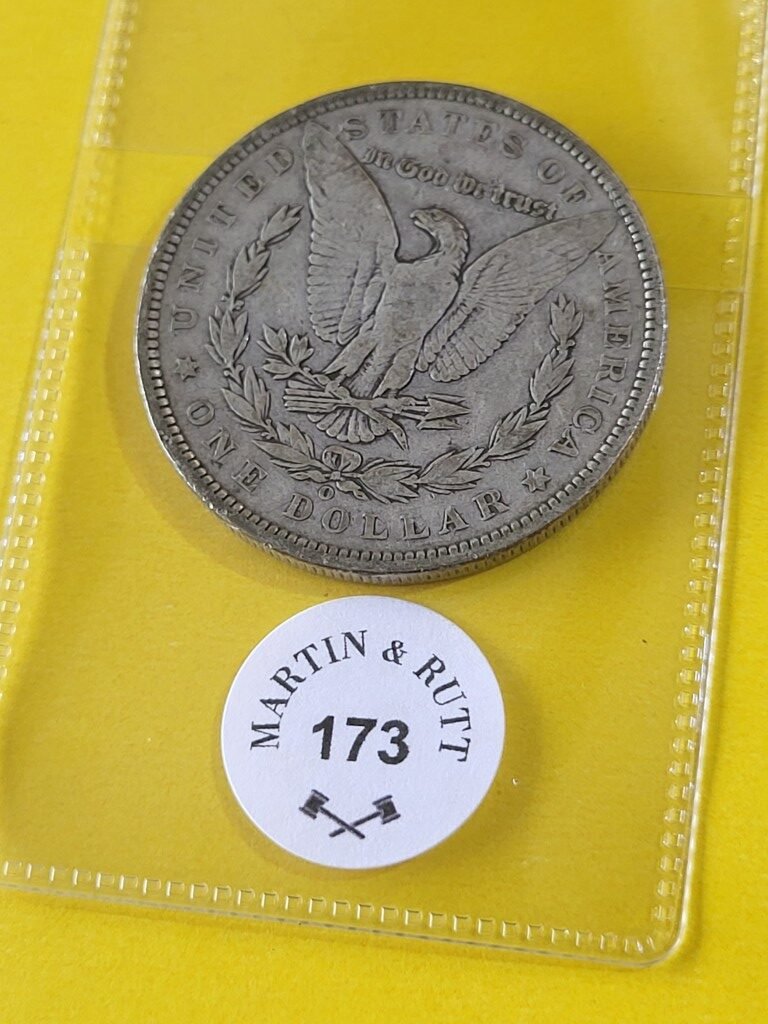 UNITED STATES OF AMERICA
In God We Trust
O
ONE DOLLAR
MARTIN & RUTT
173